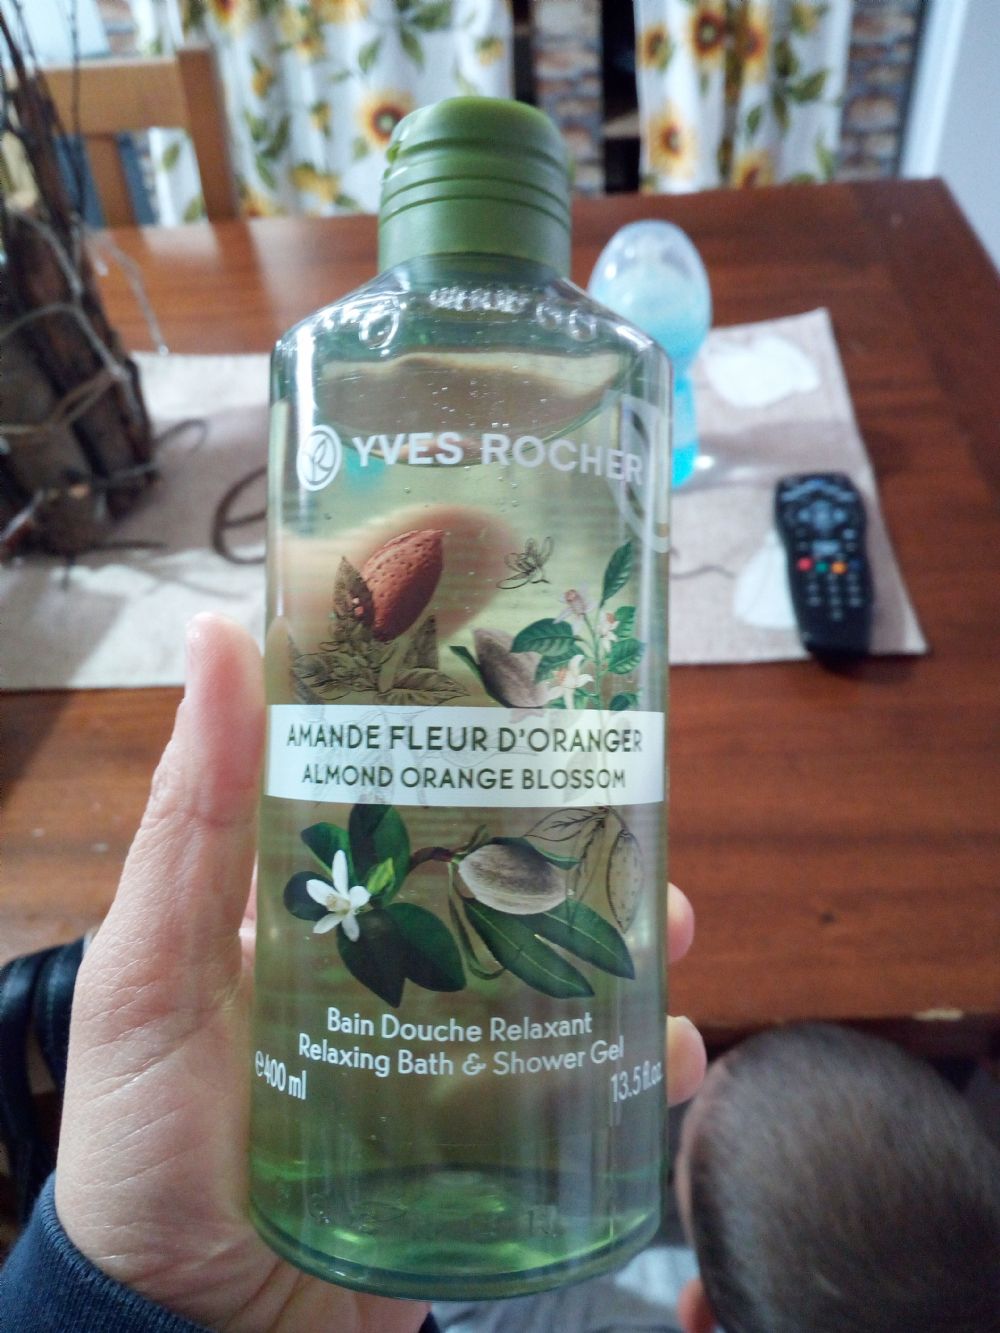 YVES ROCHER
AMANDE FLEUR D'ORANGER
ALMOND ORANGE BLOSSOM
Bain Douche Relaxant
Relaxing Bath & Shower Gel
℮400 ml
13.5 fl.oz.